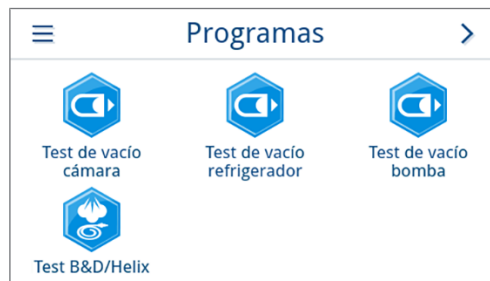 Programas
Test de vacío
cámara
Test de vacío
refrigerador
Test de vacío
bomba
Test B&D/Helix